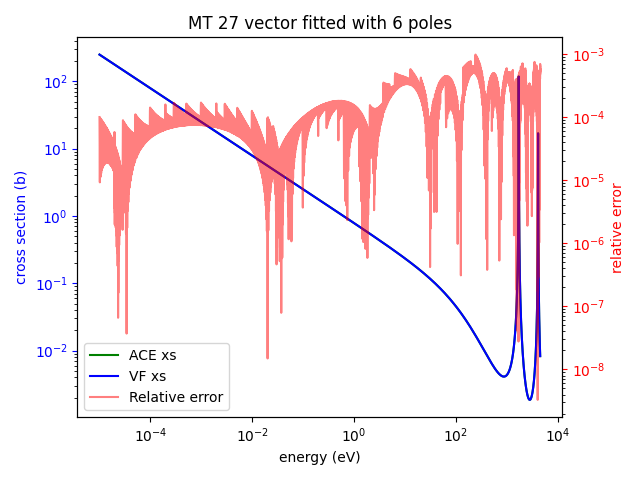 MT 27 vector fitted with 6 poles
cross section (b)
10^2
10^1
10^0
10^-1
10^-2
10^-3
10^-4
10^-5
10^-6
10^-7
10^-8
relative error
ACE xs
VF xs
Relative error
10^-4 10^-2 10^0 10^2 10^4
energy (eV)